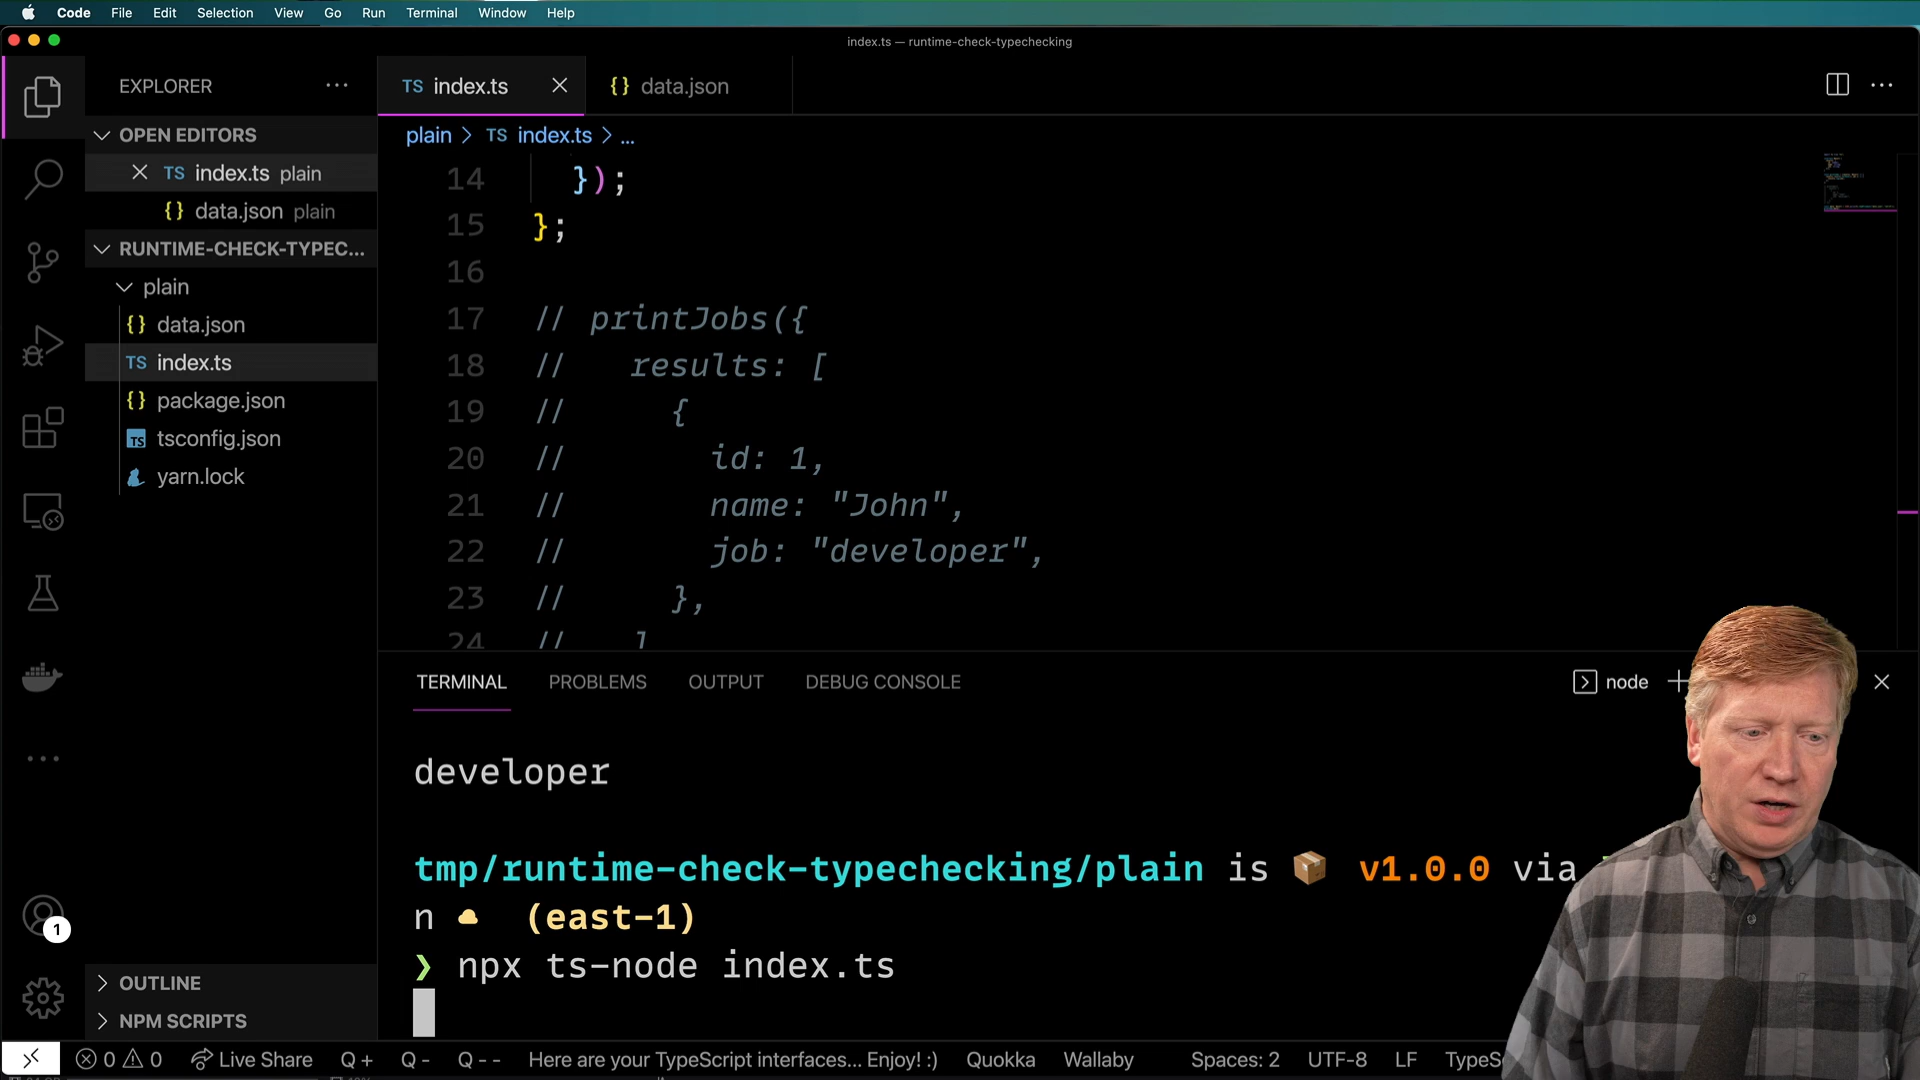 Code File Edit Selection View Go Run Terminal Window Help
index.ts — runtime-check-typechecking
EXPLORER
OPEN EDITORS
TS index.ts plain
{} data.json plain
RUNTIME-CHECK-TYPEC...
plain
{} data.json
TS index.ts
{} package.json
TS tsconfig.json
yarn.lock
OUTLINE
NPM SCRIPTS
1
TS index.ts
{} data.json
plain > TS index.ts > ...
14 });
15 };
16
17 // printJobs({
18 // results: [
19 // {
20 // id: 1,
21 // name: "John",
22 // job: "developer",
23 // },
24 // ]
TERMINAL PROBLEMS OUTPUT DEBUG CONSOLE
node
developer
tmp/runtime-check-typechecking/plain is 📦 v1.0.0 via
n ☁ (east-1)
❯ npx ts-node index.ts
0 0 Live Share Q + Q - Q - - Here are your TypeScript interfaces... Enjoy! :) Quokka Wallaby Spaces: 2 UTF-8 LF TypeS